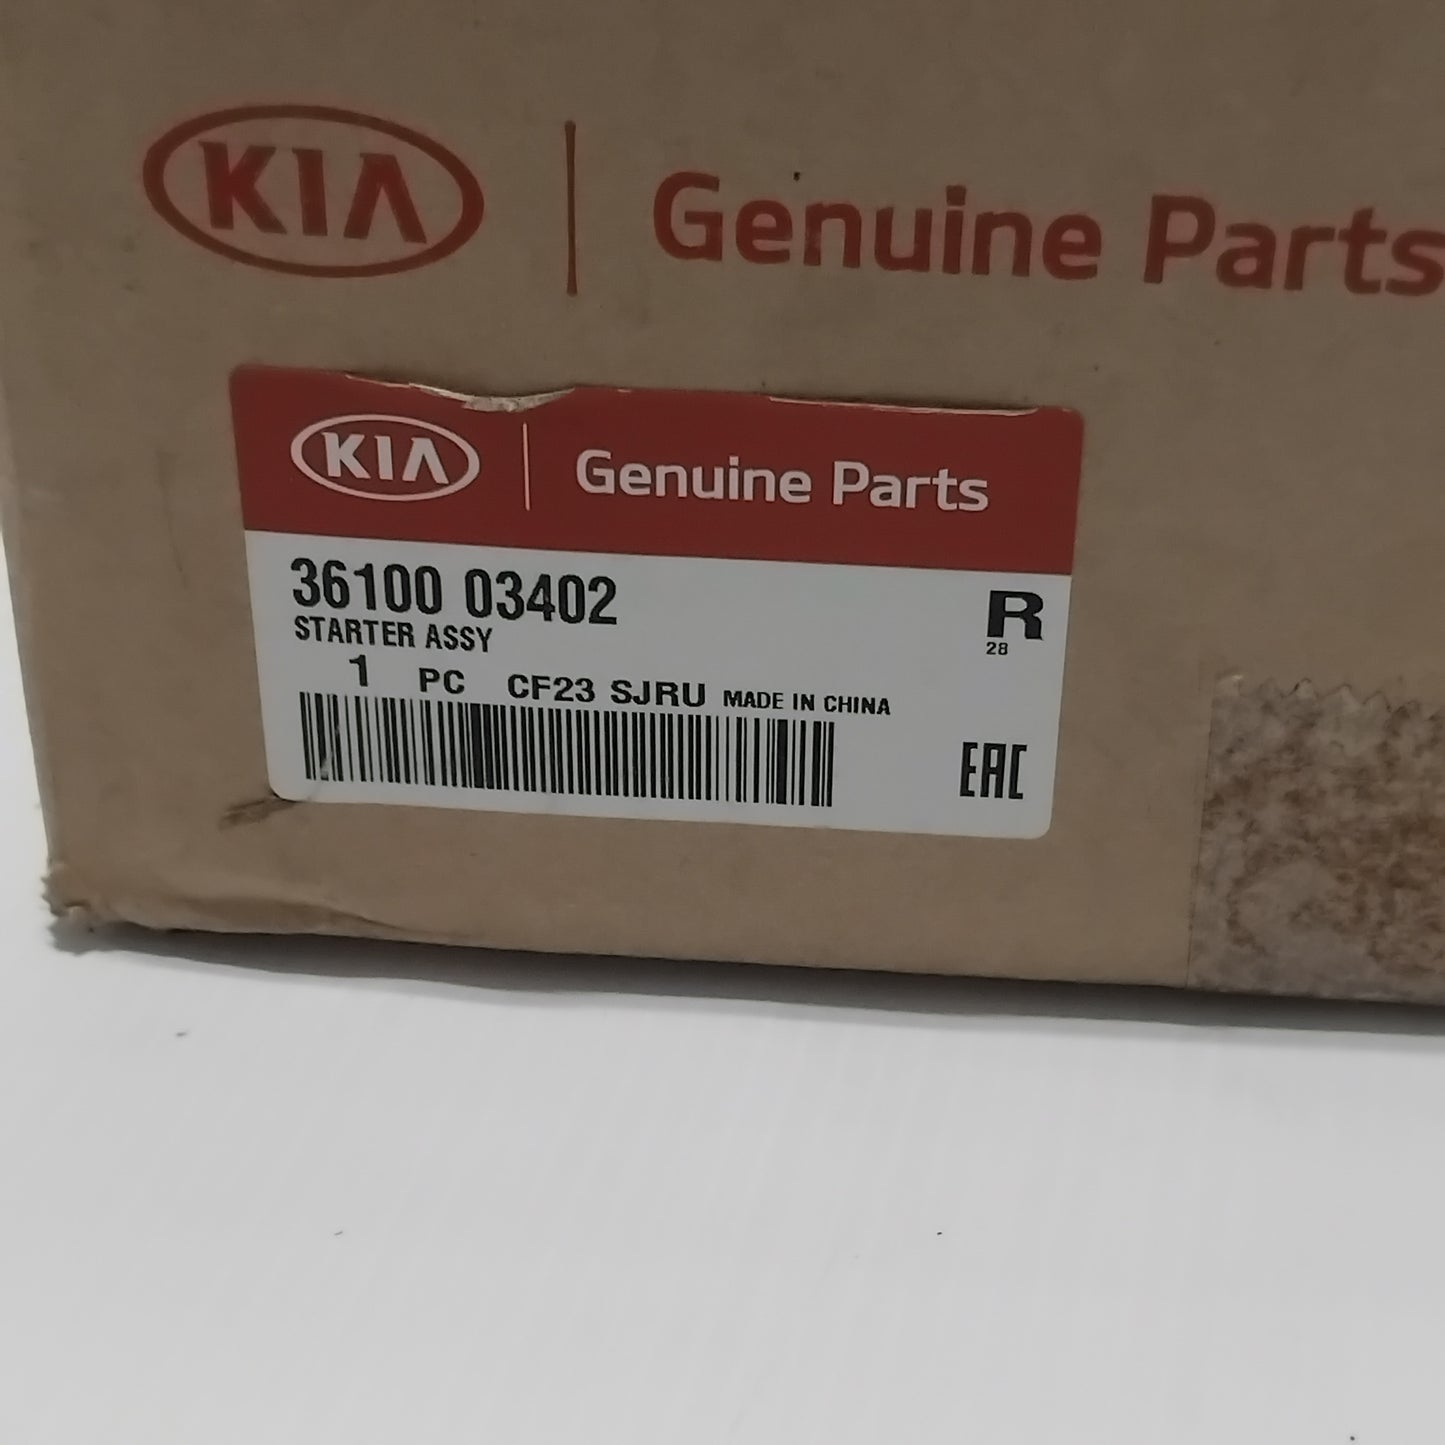 KIA Genuine Parts
KIA Genuine Parts
36100 03402
R
STARTER ASSY
28
1 PC CF23 SJRU MADE IN CHINA
EAC